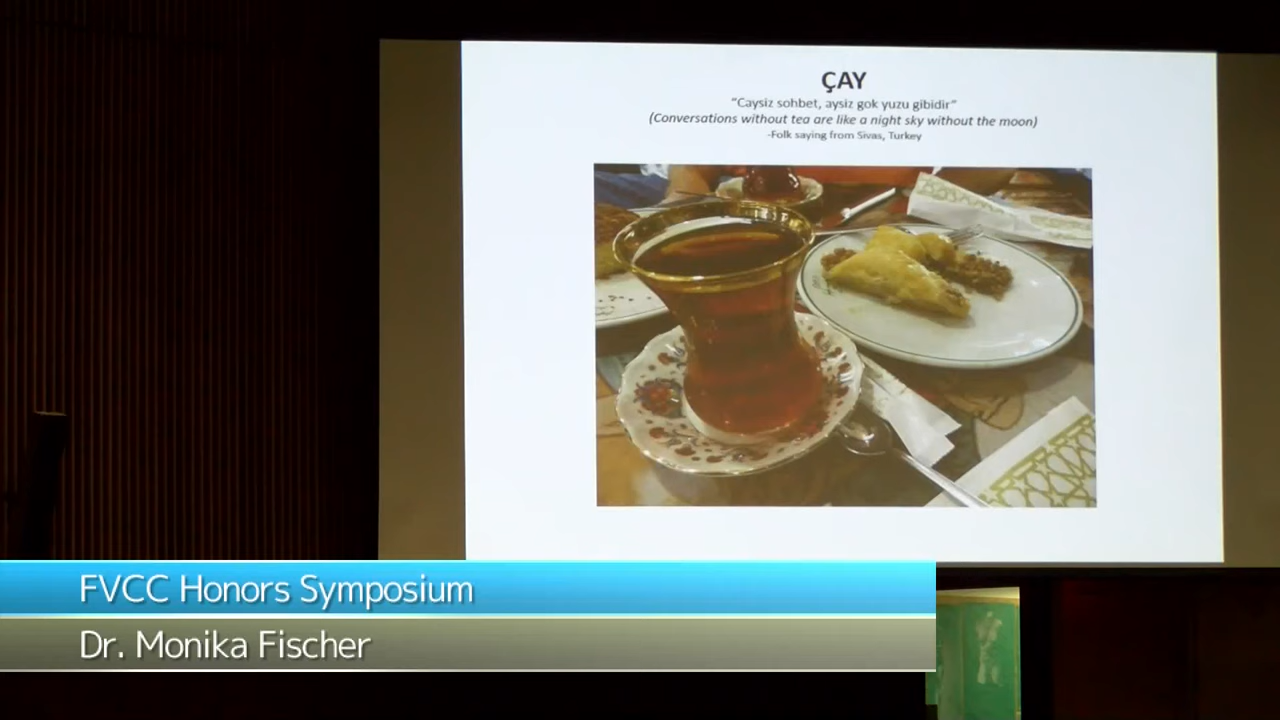 ÇAY
"Caysiz sohbet, aysiz gok yuzu gibidir"
(Conversations without tea are like a night sky without the moon)
-Folk saying from Sivas, Turkey
FVCC Honors Symposium
Dr. Monika Fischer